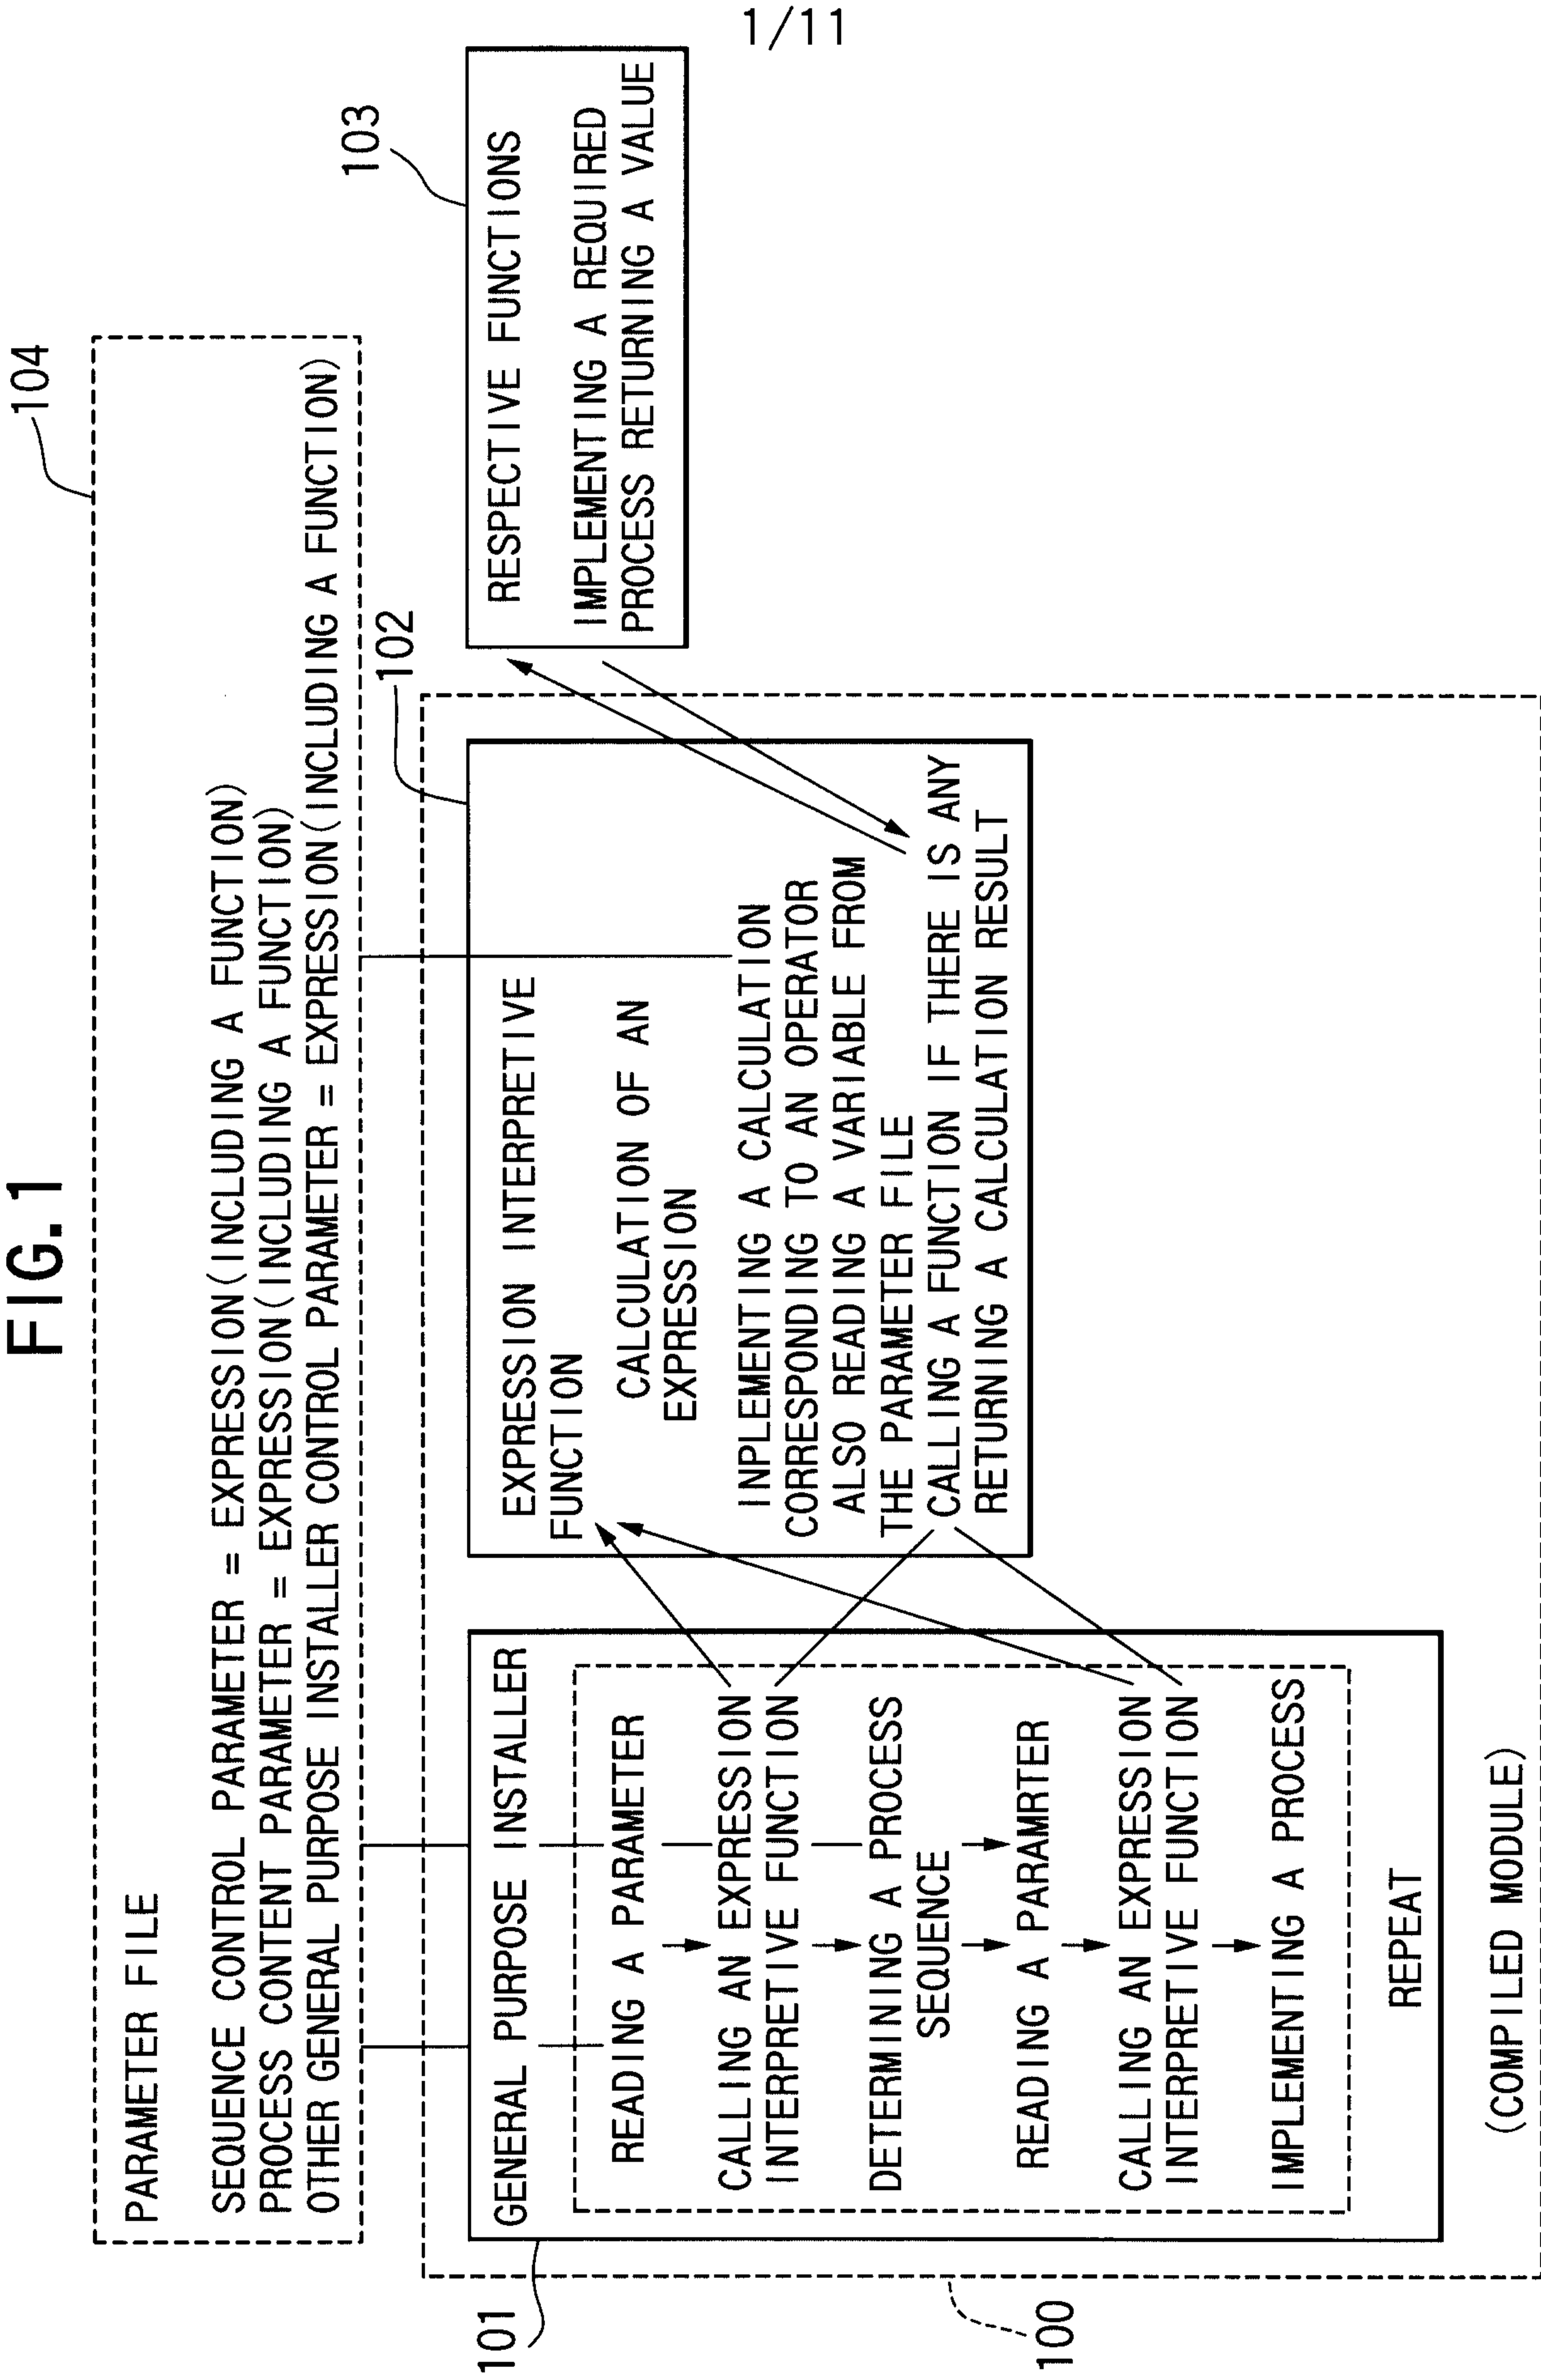 1/11
FIG.1
104
PARAMETER FILE
SEQUENCE CONTROL PARAMETER = EXPRESSION(INCLUDING A FUNCTION)
PROCESS CONTENT PARAMETER = EXPRESSION(INCLUDING A FUNCTION)
OTHER GENERAL PURPOSE INSTALLER CONTROL PARAMETER = EXPRESSION(INCLUDING A FUNCTION)
101
GENERAL PURPOSE INSTALLER
READING A PARAMETER
CALLING AN EXPRESSION
INTERPRETIVE FUNCTION
DETERMINING A PROCESS
SEQUENCE
READING A PARAMRTER
CALLING AN EXPRESSION
INTERPRETIVE FUNCTION
IMPLEMENTING A PROCESS
REPEAT
(COMPILED MODULE)
100
102
EXPRESSION INTERPRETIVE
FUNCTION
CALCULATION OF AN
EXPRESSION
INPLEMENTING A CALCULATION
CORRESPONDING TO AN OPERATOR
ALSO READING A VARIABLE FROM
THE PARAMETER FILE
CALLING A FUNCTION IF THERE IS ANY
RETURNING A CALCULATION RESULT
103
RESPECTIVE FUNCTIONS
IMPLEMENTING A REQUIRED
PROCESS RETURNING A VALUE